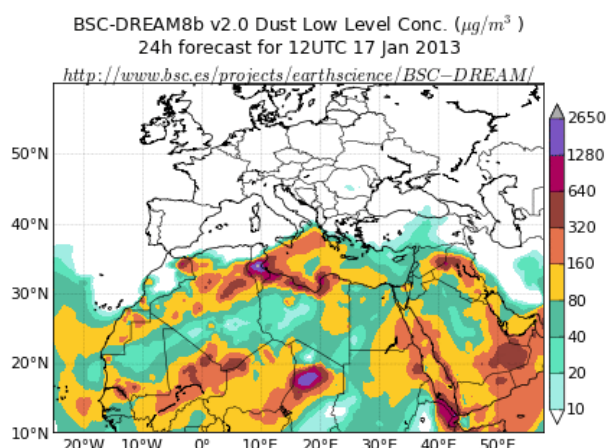 BSC-DREAM8b v2.0 Dust Low Level Conc. (μg/m³ )
24h forecast for 12UTC 17 Jan 2013
http://www.bsc.es/projects/earthscience/BSC−DREAM/
50°N
40°N
30°N
20°N
10°N
20°W 10°W 0° 10°E 20°E 30°E 40°E 50°E
2650
1280
640
320
160
80
40
20
10